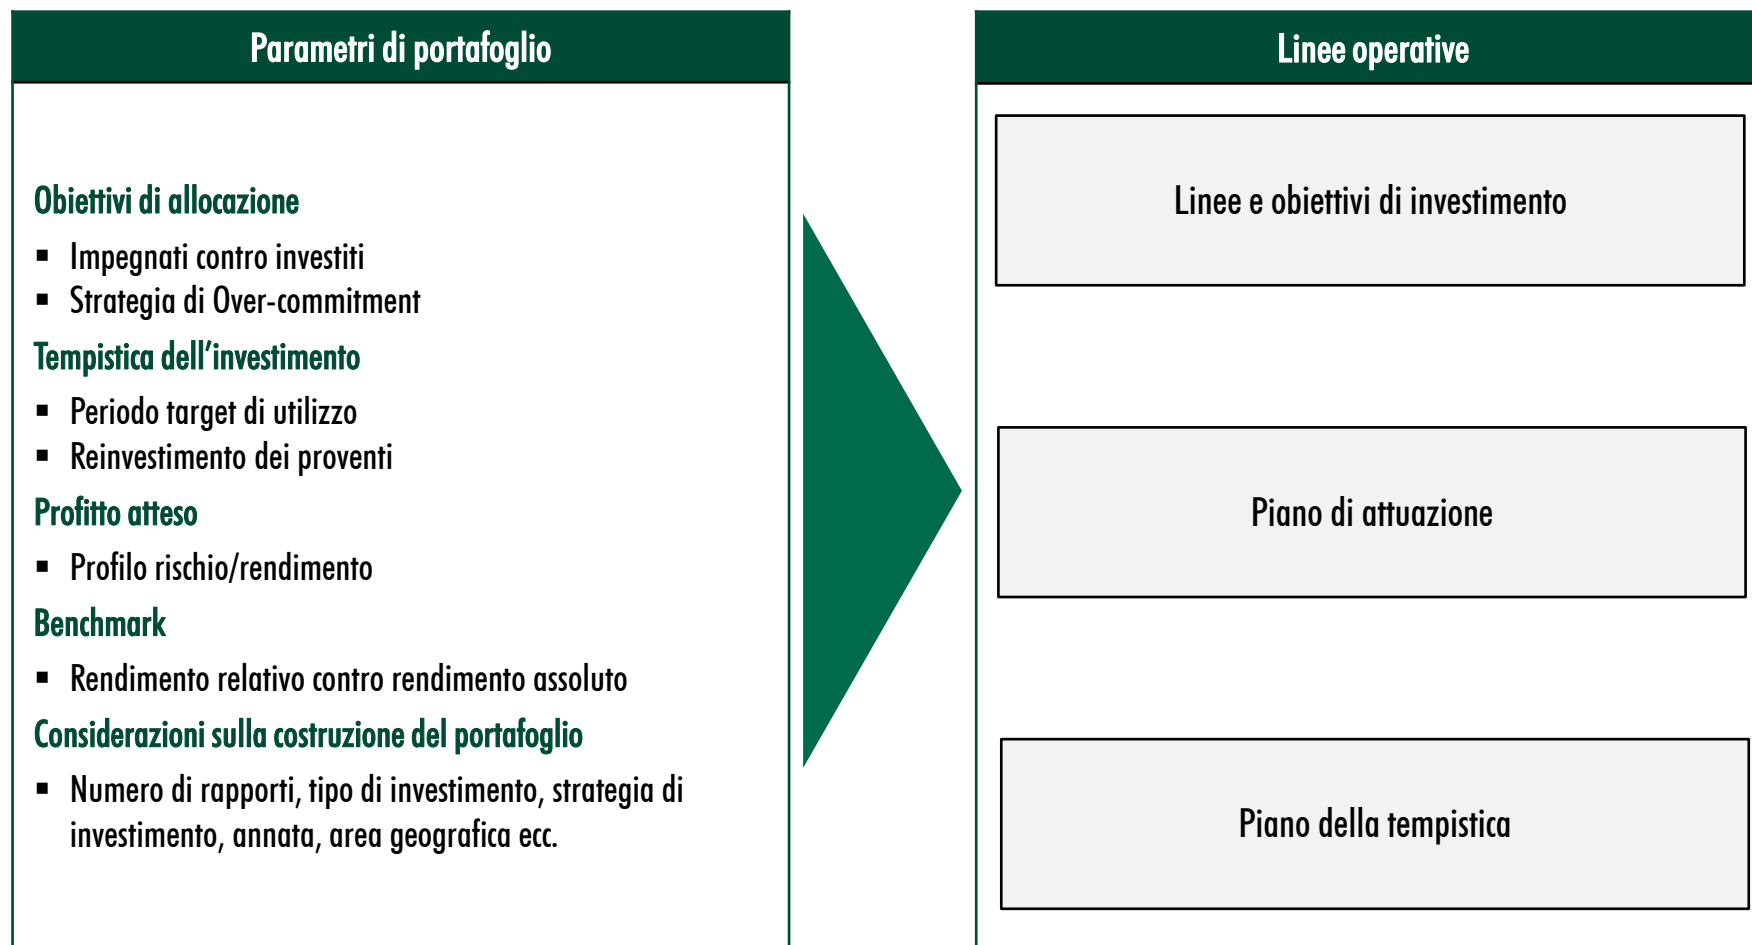 Parametri di portafoglio
Obiettivi di allocazione
▪ Impegnati contro investiti
▪ Strategia di Over-commitment
Tempistica dell’investimento
▪ Periodo target di utilizzo
▪ Reinvestimento dei proventi
Profitto atteso
▪ Profilo rischio/rendimento
Benchmark
▪ Rendimento relativo contro rendimento assoluto
Considerazioni sulla costruzione del portafoglio
▪ Numero di rapporti, tipo di investimento, strategia di
investimento, annata, area geografica ecc.
Linee operative
Linee e obiettivi di investimento
Piano di attuazione
Piano della tempistica